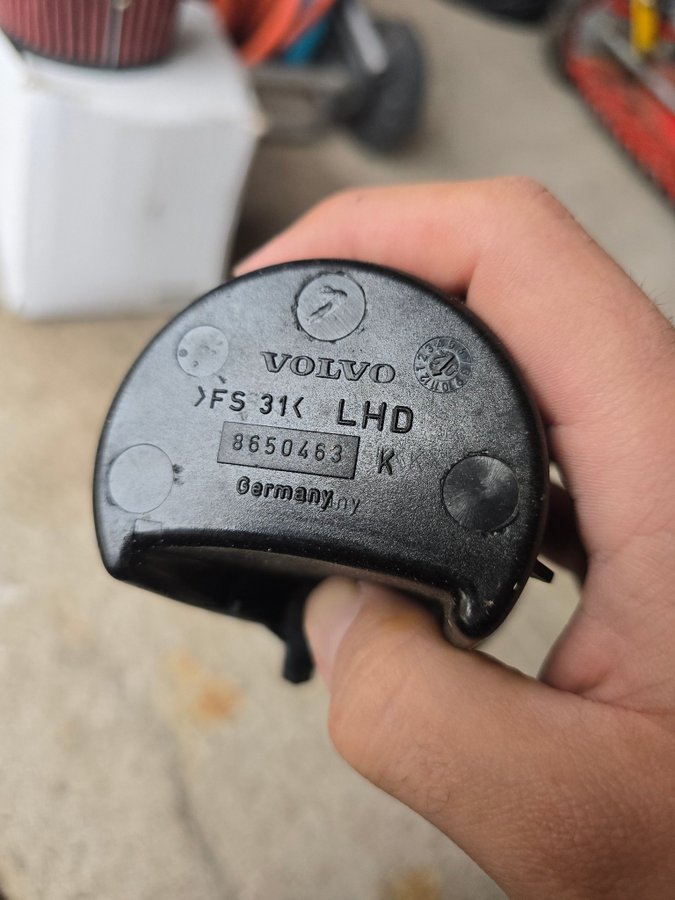 VOLVO
>FS 31< LHD
8650463 K
Germany